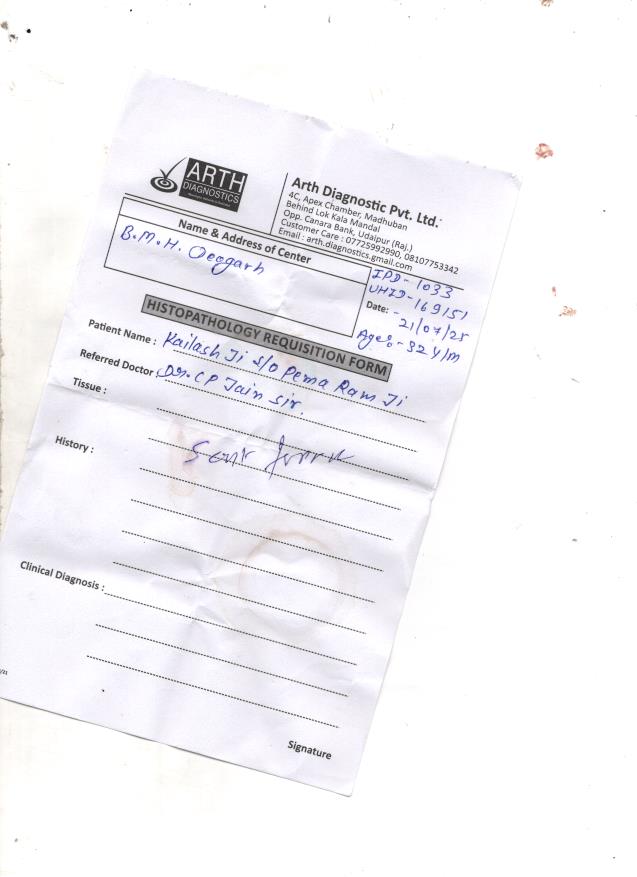 ARTH
DIAGNOSTICS
Arth Diagnostic Pvt. Ltd.
4C, Apex Chamber, Madhuban
Behind Lok Kala Mandal
Opp. Canara Bank, Udaipur (Raj.)
Customer Care : 07725992990, 08107753342
Email : arth.diagnostics.gmail.com
Name & Address of Center
B.M.H. Deogarh
IPD - 1033
UHID - 169151
Date: - 21/07/25
Age:- 32 Y/M
HISTOPATHOLOGY REQUISITION FORM
Patient Name : Kailash Ji S/O Pema Ram Ji
Referred Doctor : Dr. CP Jain Sir.
Tissue :
History :
Clinical Diagnosis :
Signature